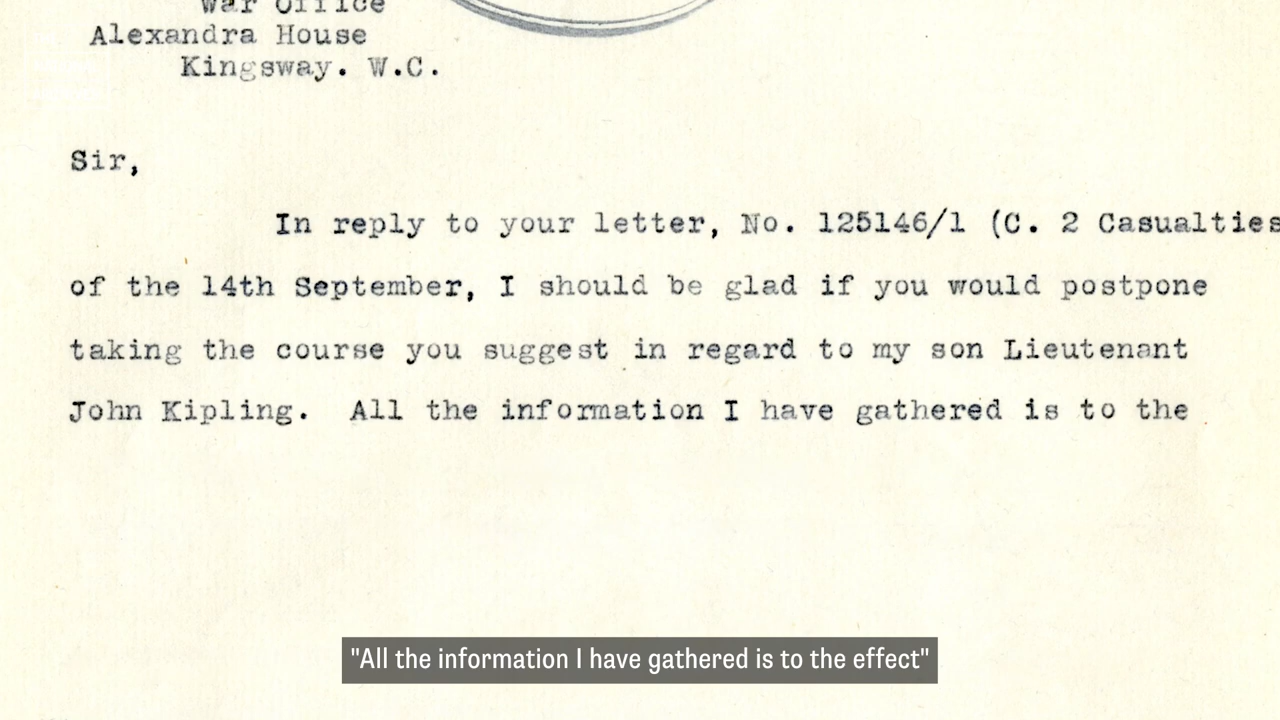 War Office
Alexandra House
Kingsway. W.C.
Sir,
In reply to your letter, No. 125146/1 (C. 2 Casualties
of the 14th September, I should be glad if you would postpone
taking the course you suggest in regard to my son Lieutenant
John Kipling. All the information I have gathered is to the
"All the information I have gathered is to the effect"